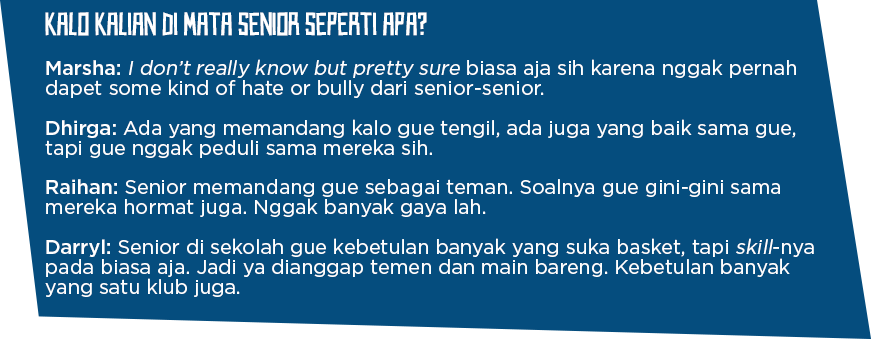 KALO KALIAN DI MATA SENIOR SEPERTI APA?
Marsha: I don't really know but pretty sure biasa aja sih karena nggak pernah
dapet some kind of hate or bully dari senior-senior.
Dhirga: Ada yang memandang kalo gue tengil, ada juga yang baik sama gue,
tapi gue nggak peduli sama mereka sih.
Raihan: Senior memandang gue sebagai teman. Soalnya gue gini-gini sama
mereka hormat juga. Nggak banyak gaya lah.
Darryl: Senior di sekolah gue kebetulan banyak yang suka basket, tapi skill-nya
pada biasa aja. Jadi ya dianggap temen dan main bareng. Kebetulan banyak
yang satu klub juga.